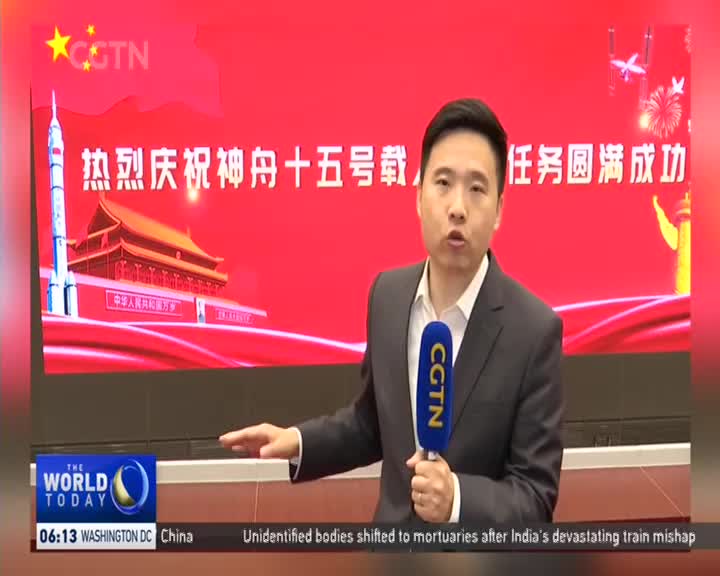 CGTN
热烈庆祝神舟十五号载人 任务圆满成功
中华人民共和国万岁
CGTN
THE
WORLD
TODAY
06:13 WASHINGTON DC China Unidentified bodies shifted to mortuaries after India's devastating train mishap